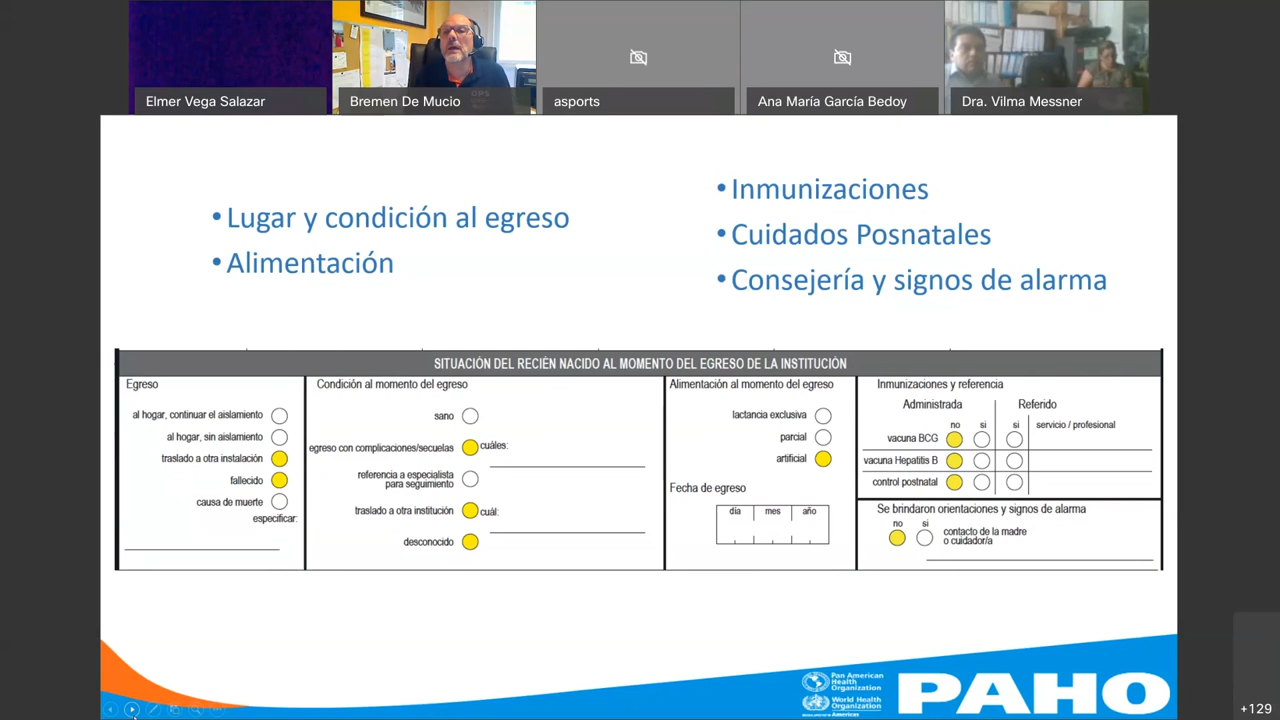 Elmer Vega Salazar
Bremen De Mucio
asports
Ana María García Bedoy
Dra. Vilma Messner
•Lugar y condición al egreso
•Alimentación
•Inmunizaciones
•Cuidados Posnatales
•Consejería y signos de alarma
SITUACIÓN DEL RECIÉN NACIDO AL MOMENTO DEL EGRESO DE LA INSTITUCIÓN
Egreso
al hogar, continuar el aislamiento
al hogar, sin aislamiento
traslado a otra instalación
fallecido
causa de muerte
especificar:
Condición al momento del egreso
sano
egreso con complicaciones/secuelas cuáles:
referencia a especialista
para seguimiento
traslado a otra institución cuál:
desconocido
Alimentación al momento del egreso
lactancia exclusiva
parcial
artificial
Fecha de egreso
día mes año
Inmunizaciones y referencia
Administrada Referido
no si si servicio / profesional
vacuna BCG
vacuna Hepatitis B
control postnatal
Se brindaron orientaciones y signos de alarma
no si
contacto de la madre
o cuidador/a
Pan American
Health
Organization
World Health
Organization
Americas
PAHO
+129